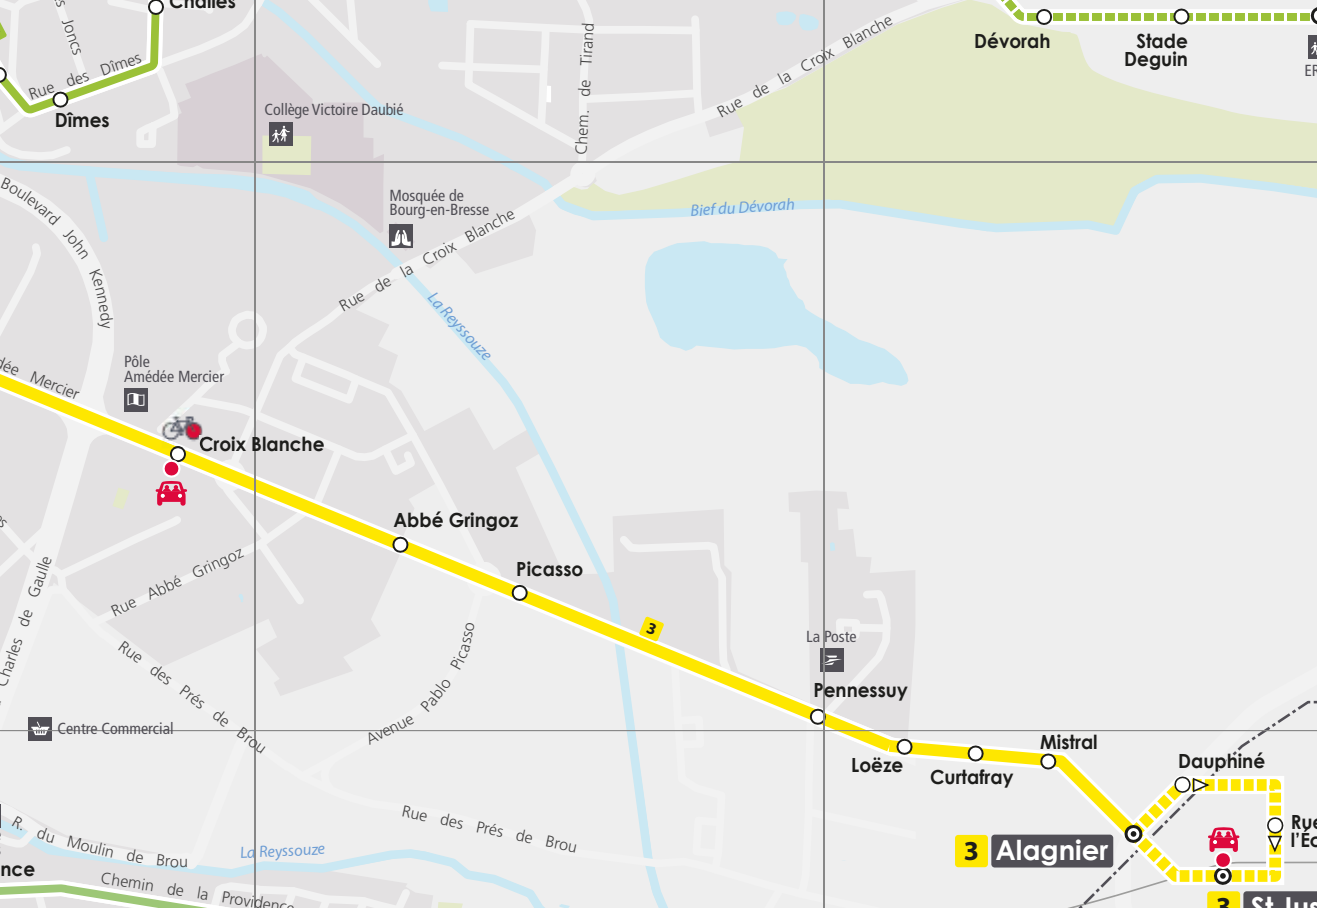 Challes
Joncs
Rue des Dîmes
Dîmes
Collège Victoire Daubié
Chem. de Tirand
Rue de la Croix Blanche
Dévorah
Stade
Deguin
Mosquée de
Bourg-en-Bresse
Bief du Dévorah
Boulevard John Kennedy
Rue de la Croix Blanche
La Reyssouze
Pôle
Amédée Mercier
Mercier
Croix Blanche
Abbé Gringoz
Picasso
3
Rue Abbé Gringoz
Charles de Gaulle
Rue des Prés de Brou
Avenue Pablo Picasso
La Poste
Pennessuy
Centre Commercial
Loëze
Curtafray
Mistral
Dauphiné
Rue
R. du Moulin de Brou
La Reyssouze
Rue des Prés de Brou
3 Alagnier
Chemin de la Providence
3